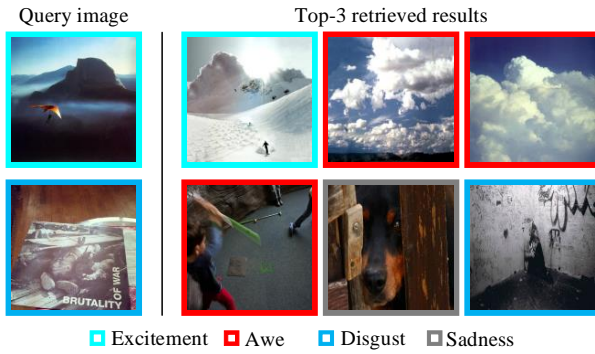 Query image
Top-3 retrieved results
BRUTALITY
OF WAR
Excitement
Awe
Disgust
Sadness